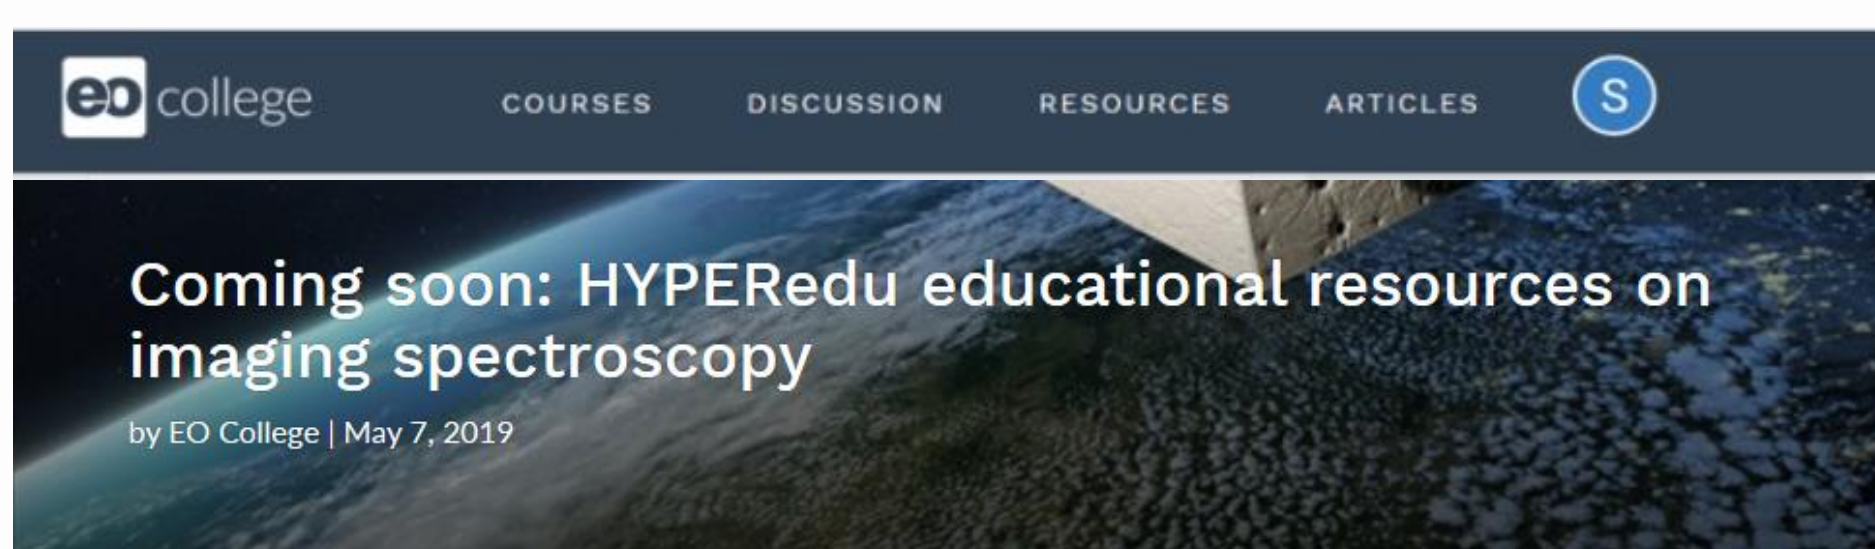 eo college
COURSES
DISCUSSION
RESOURCES
ARTICLES
S
Coming soon: HYPERedu educational resources on
imaging spectroscopy
by EO College | May 7, 2019